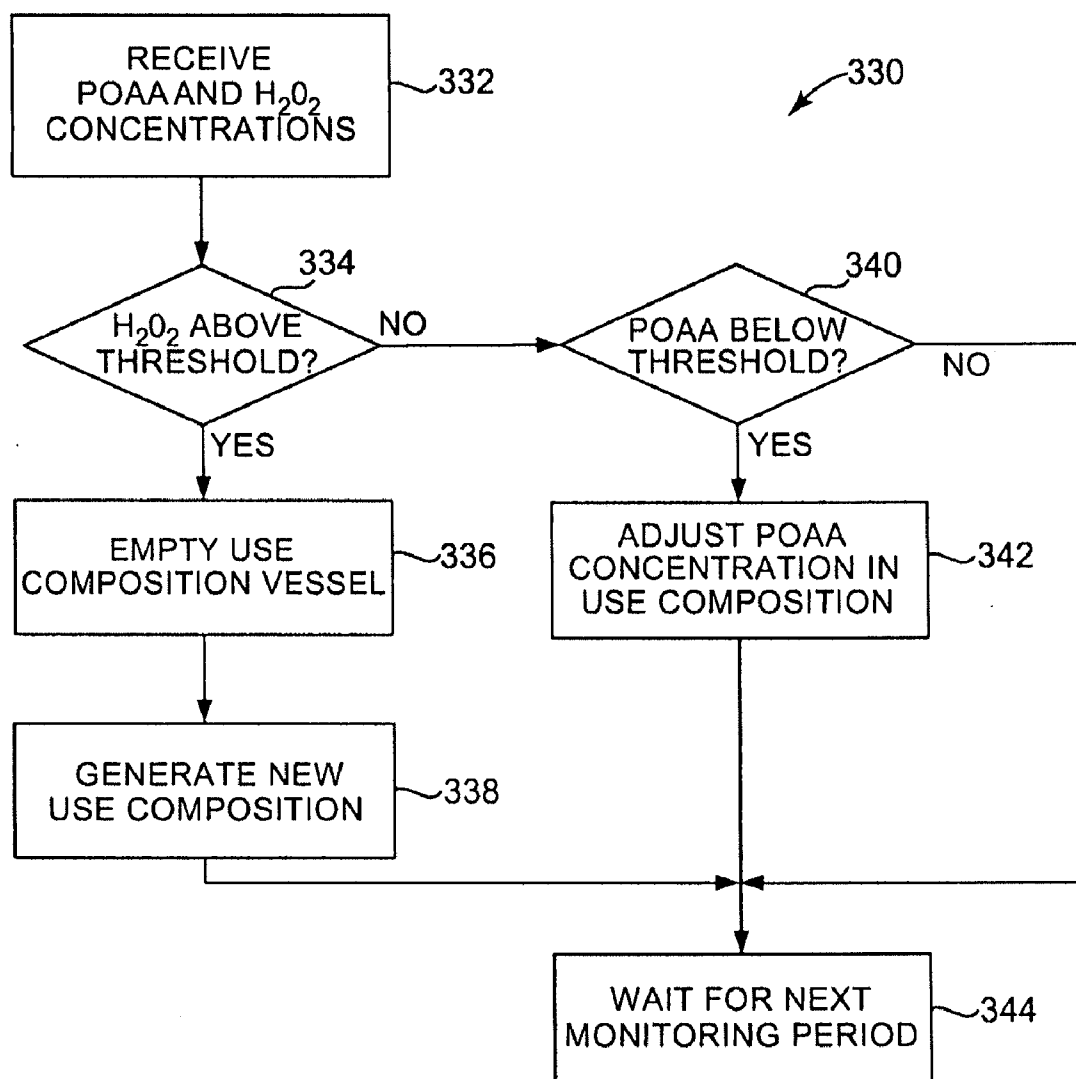 RECEIVE
POAA AND H₂O₂
CONCENTRATIONS
332
330
334
H₂O₂ ABOVE
THRESHOLD?
NO
YES
340
POAA BELOW
THRESHOLD?
NO
YES
EMPTY USE
COMPOSITION VESSEL
336
ADJUST POAA
CONCENTRATION IN
USE COMPOSITION
342
GENERATE NEW
USE COMPOSITION
338
WAIT FOR NEXT
MONITORING PERIOD
344